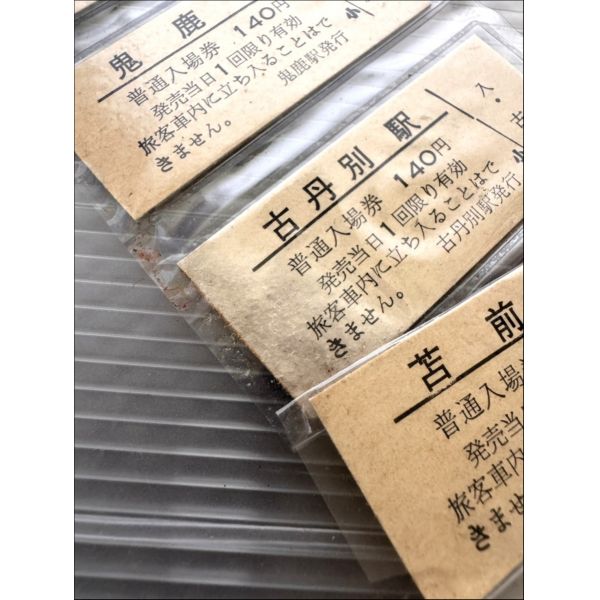 鬼鹿
普通入場券 140円
発売当日1回限り有効
旅客車内に立ち入ることはで
きません。
鬼鹿駅発行
小
古丹別駅
普通入場券 140円
発売当日1回限り有効
旅客車内に立ち入ることはで
きません。
古丹別駅発行
小
入・
古
苫前
普通入場
発売当
旅客車内
きません。